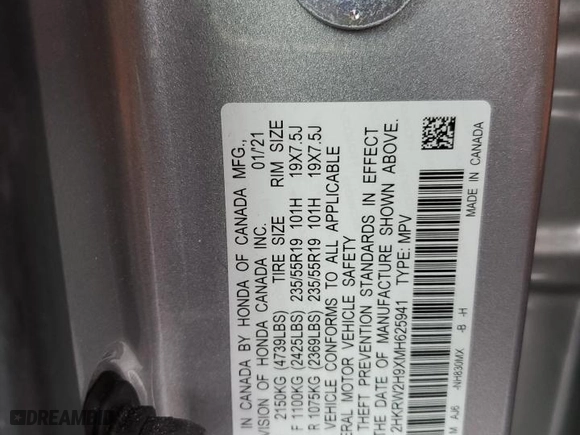 IN CANADA BY HONDA OF CANADA MFG.,
VISION OF HONDA CANADA INC. 01/'21
2150KG (4739LBS) TIRE SIZE RIM SIZE
F 1100KG (2425LBS) 235/55R19 101H 19X7.5J
R 1075KG (2369LBS) 235/55R19 101H 19X7.5J
VEHICLE CONFORMS TO ALL APPLICABLE
ERAL MOTOR VEHICLE SAFETY
THEFT PREVENTION STANDARDS IN EFFECT
THE DATE OF MANUFACTURE SHOWN ABOVE.
2HKRW2H9XMH625941 TYPE: MPV
M AJ6 -NH830MX -B -H
MADE IN CANADA
DREAMBID